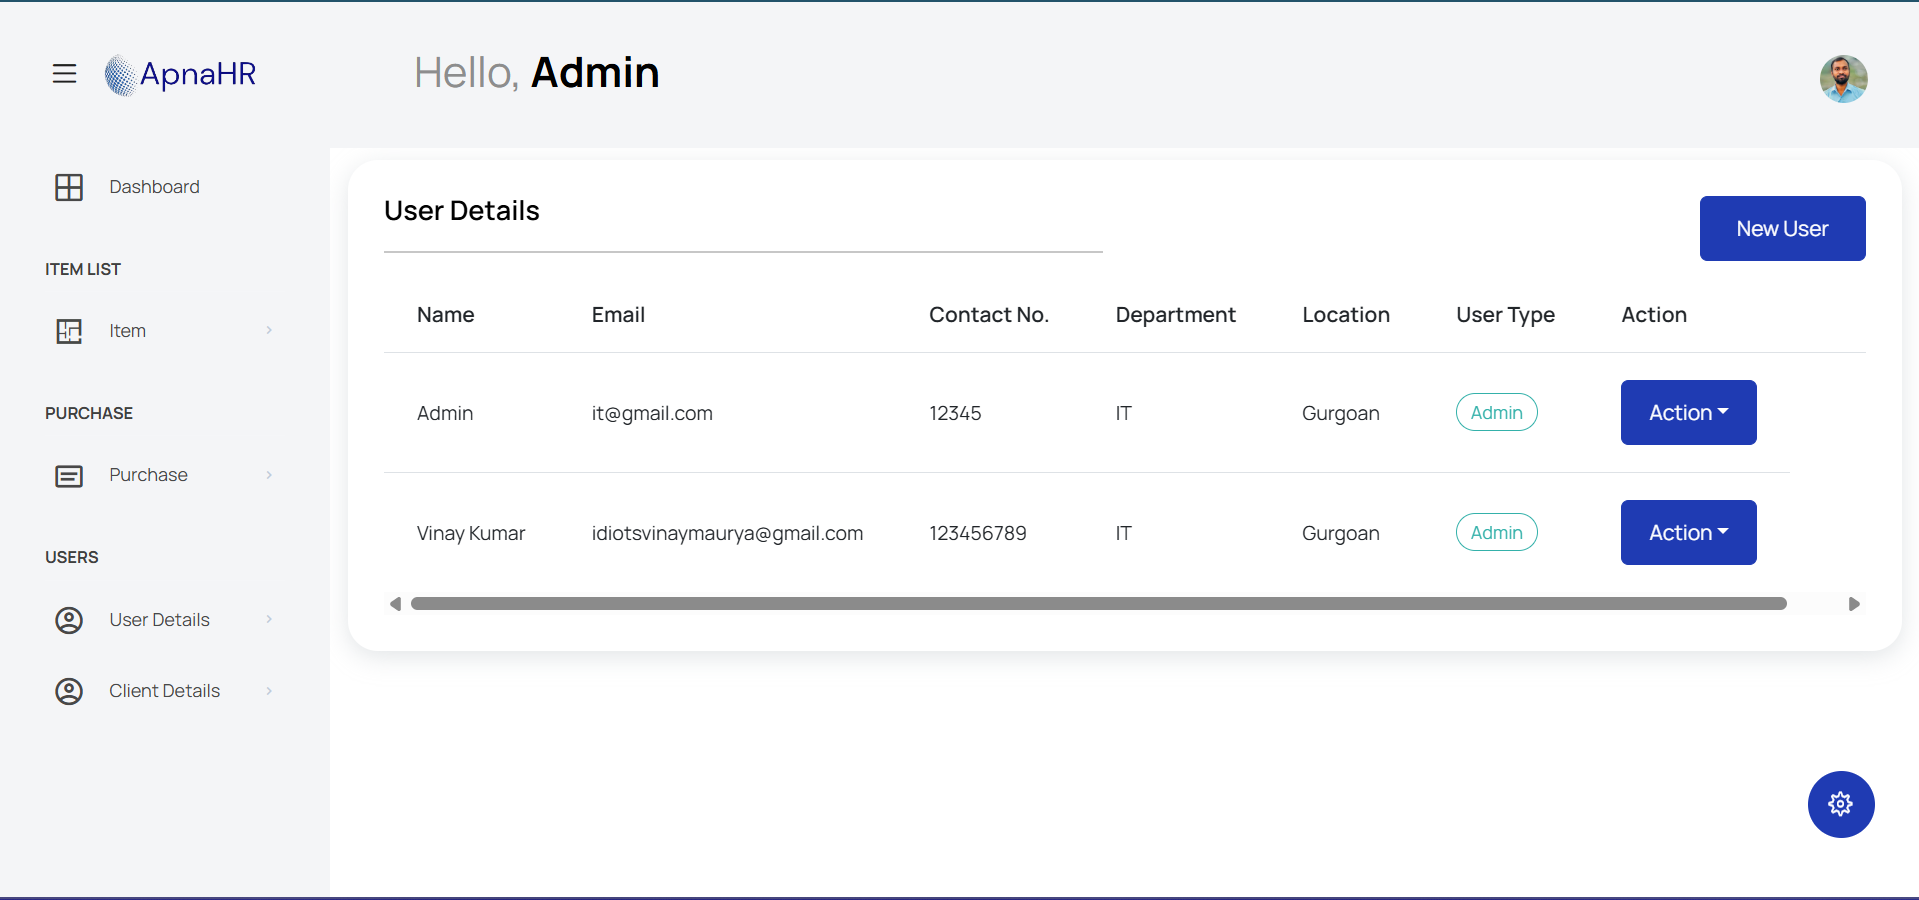 ApnaHR
Hello, Admin
Dashboard
ITEM LIST
Item
PURCHASE
Purchase
USERS
User Details
Client Details
User Details
New User
Name Email Contact No. Department Location User Type Action
Admin it@gmail.com 12345 IT Gurgoan Admin Action
Vinay Kumar idiotsvinaymaurya@gmail.com 123456789 IT Gurgoan Admin Action